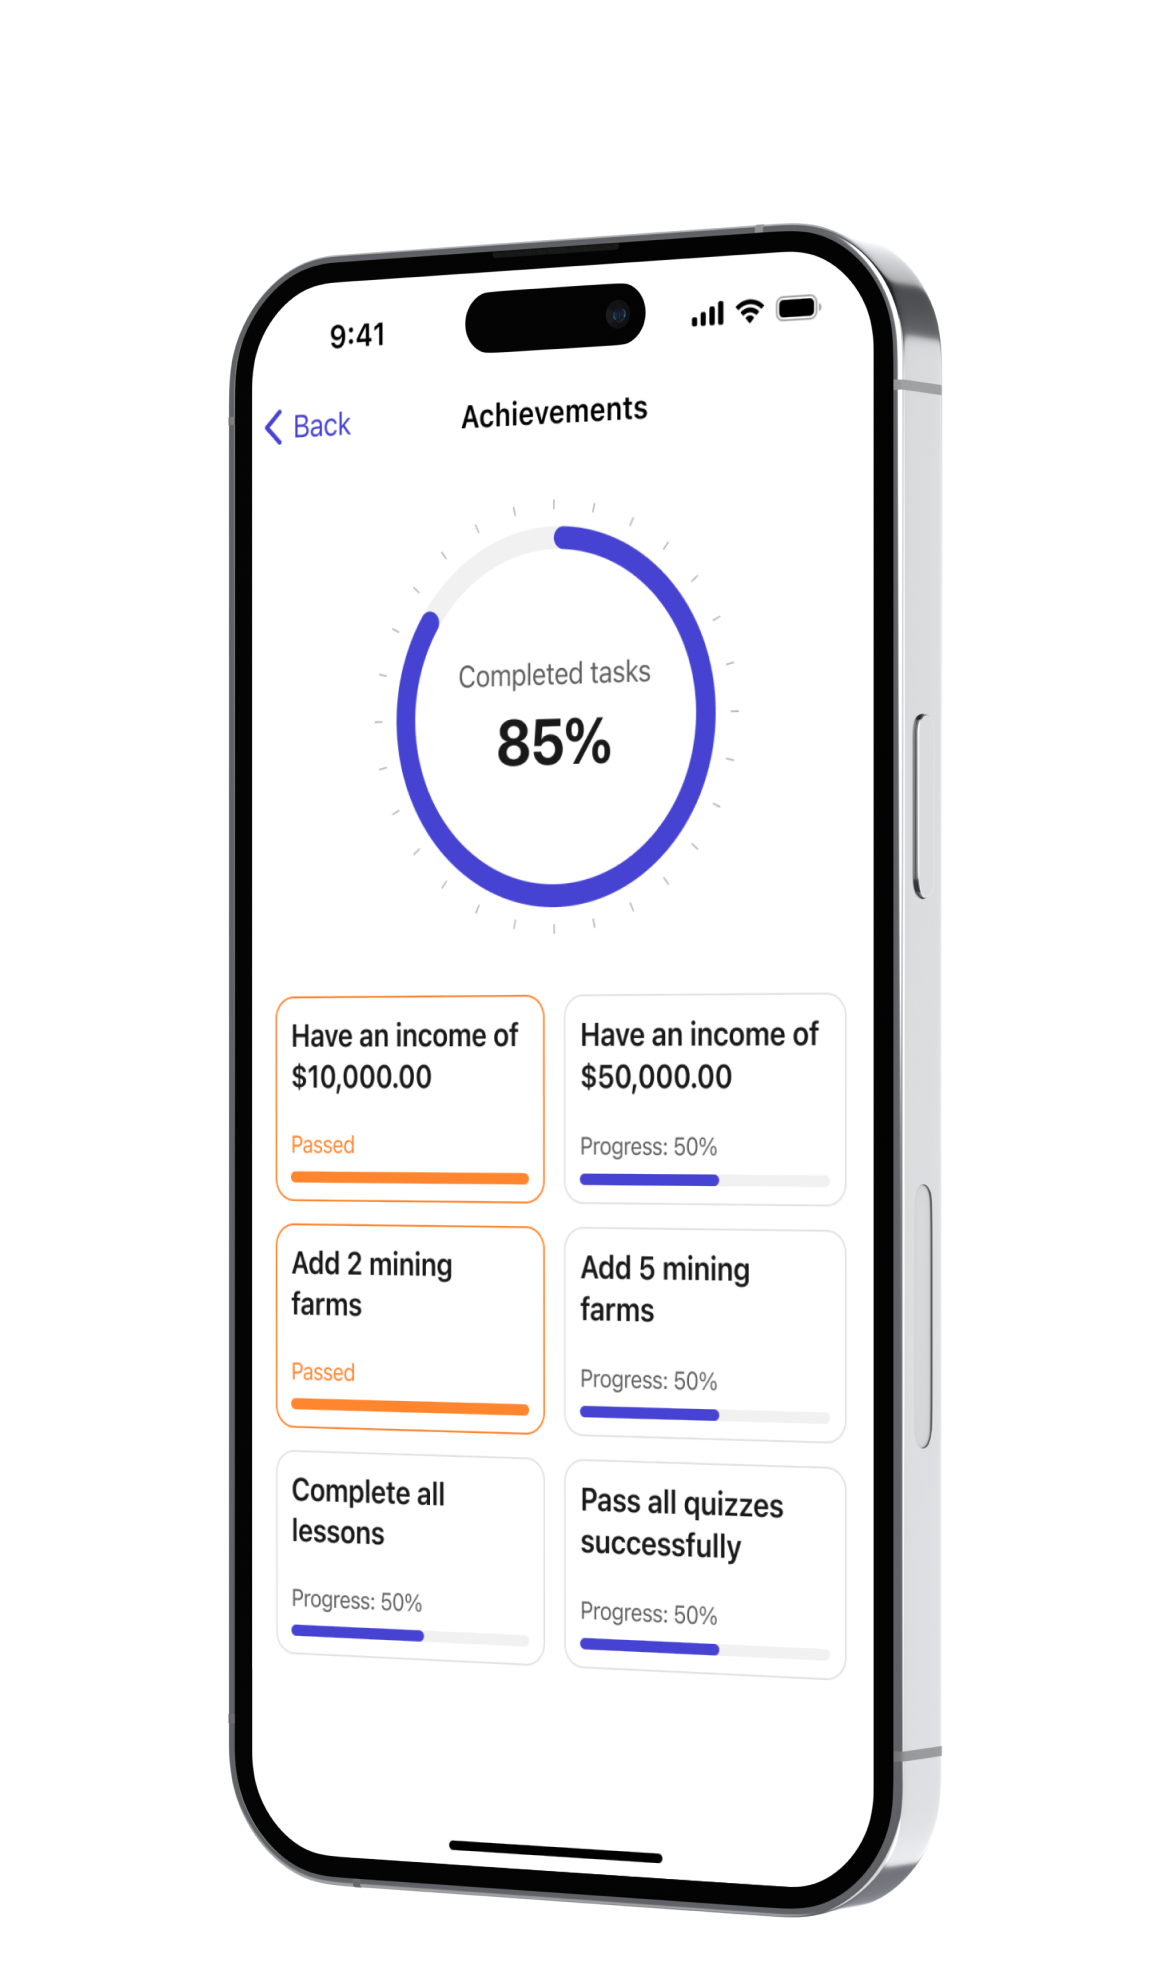 9:41
Back
Achievements
Completed tasks
85%
Have an income of
$10,000.00
Passed
Have an income of
$50,000.00
Progress: 50%
Add 2 mining
farms
Passed
Add 5 mining
farms
Progress: 50%
Complete all
lessons
Progress: 50%
Pass all quizzes
successfully
Progress: 50%